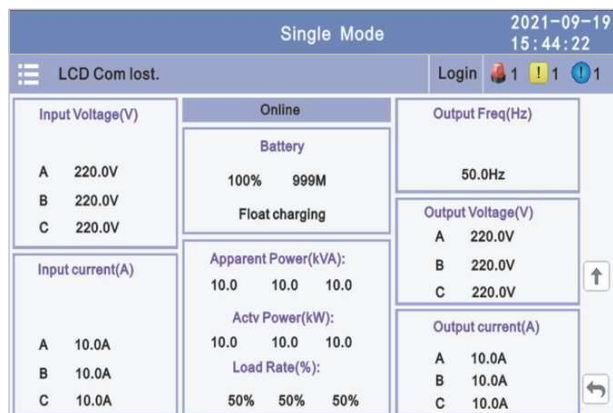 Single Mode
2021-09-19
15:44:22
LCD Com lost.
Login 1 ! 1 ! 1
Input Voltage(V)
A 220.0V
B 220.0V
C 220.0V
Input current(A)
A 10.0A
B 10.0A
C 10.0A
Online
Battery
100% 999M
Float charging
Apparent Power(kVA):
10.0 10.0 10.0
Actv Power(kW):
10.0 10.0 10.0
Load Rate(%):
50% 50% 50%
Output Freq(Hz)
50.0Hz
Output Voltage(V)
A 220.0V
B 220.0V
C 220.0V
Output current(A)
A 10.0A
B 10.0A
C 10.0A